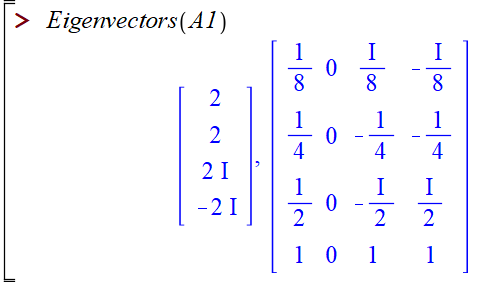 > Eigenvectors(A1)
[2
2
2 I
-2 I], [1/8 0 I/8 -I/8
1/4 0 -1/4 -1/4
1/2 0 -I/2 I/2
1 0 1 1]